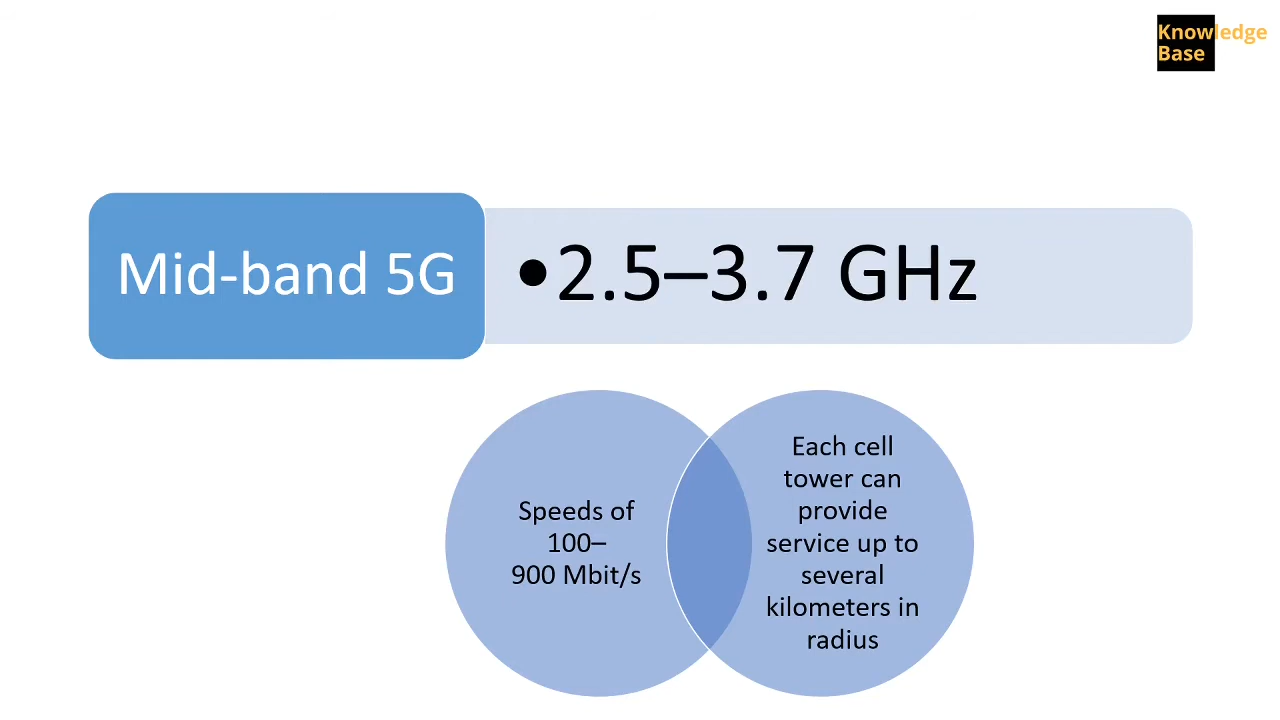 Knowledge
Base
Mid-band 5G
•2.5–3.7 GHz
Speeds of
100–
900 Mbit/s
Each cell
tower can
provide
service up to
several
kilometers in
radius